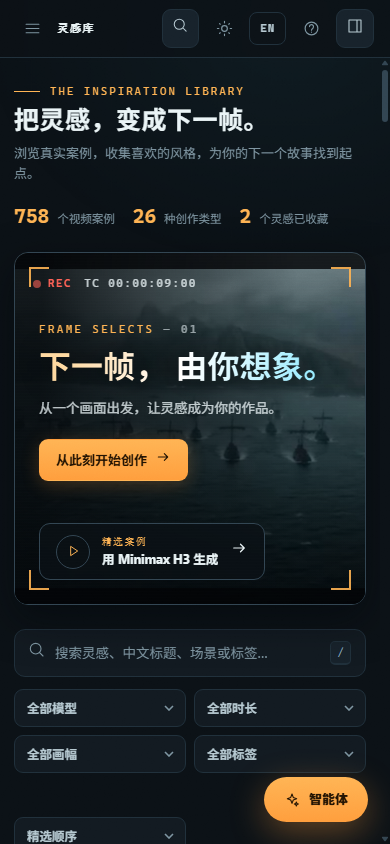 灵感库
EN
THE INSPIRATION LIBRARY
把灵感，变成下一帧。
浏览真实案例，收集喜欢的风格，为你的下一个故事找到起
点。
758 个视频案例 26 种创作类型 2 个灵感已收藏
REC TC 00:00:09:00
FRAME SELECTS — 01
下一帧， 由你想象。
从一个画面出发，让灵感成为你的作品。
从此刻开始创作 →
精选案例
用 Minimax H3 生成 →
搜索灵感、中文标题、场景或标签... /
全部模型 全部时长
全部画幅 全部标签
智能体
精选顺序